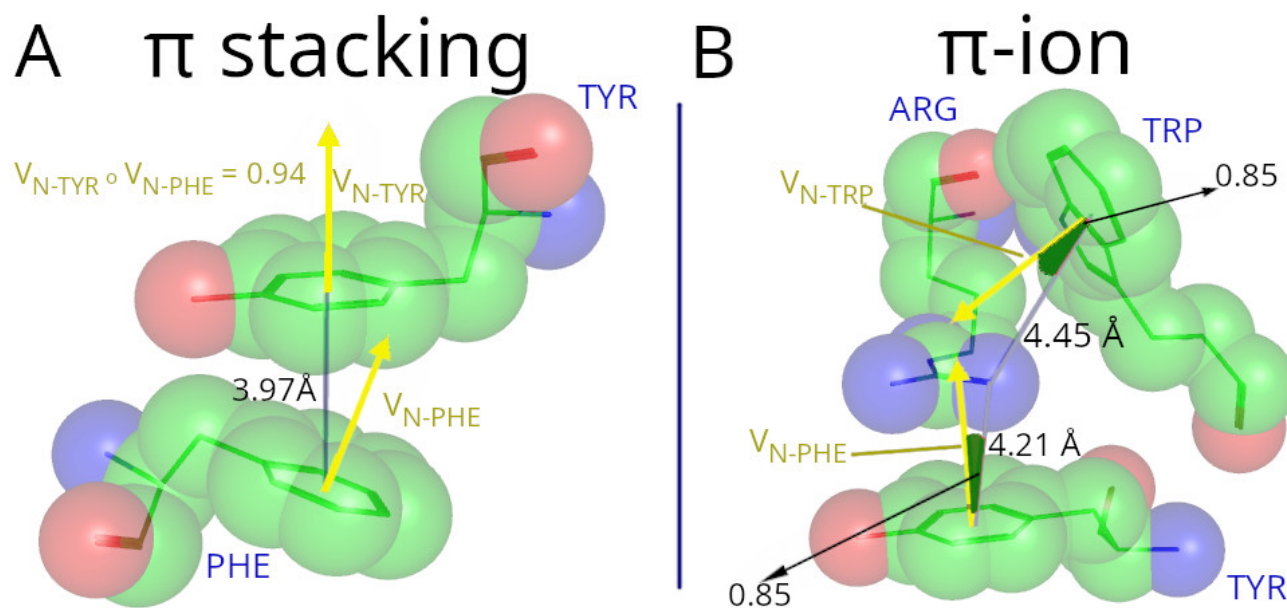 A π stacking
TYR
V_N-TYR ∘ V_N-PHE = 0.94
V_N-TYR
3.97Å
V_N-PHE
PHE
B π-ion
ARG
TRP
V_N-TRP
0.85
4.45 Å
V_N-PHE
4.21 Å
0.85
TYR